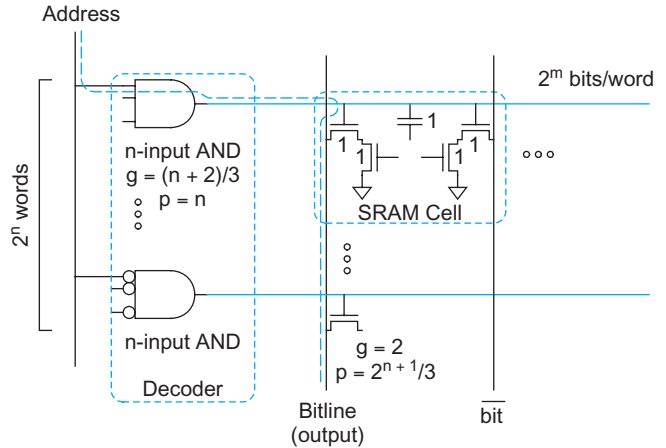 Address
2^m bits/word
1
1
1
1
1
n-input AND
g = (n + 2)/3
p = n
2^n words
SRAM Cell
n-input AND
g = 2
p = 2^{n + 1}/3
Decoder
Bitline
(output)
bit